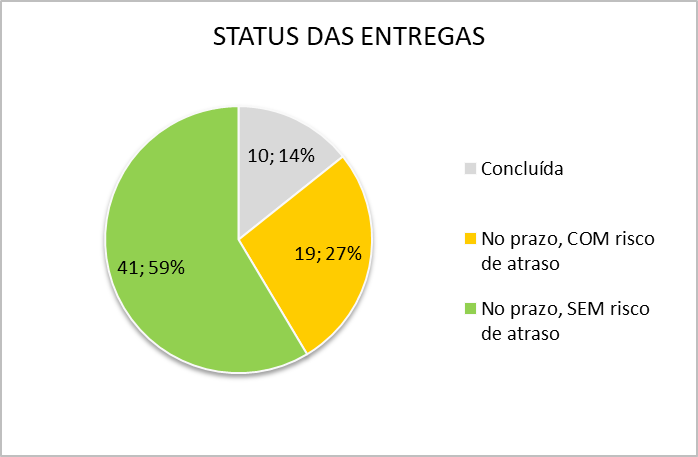 STATUS DAS ENTREGAS
10; 14%
19; 27%
41; 59%
Concluída
No prazo, COM risco
de atraso
No prazo, SEM risco
de atraso